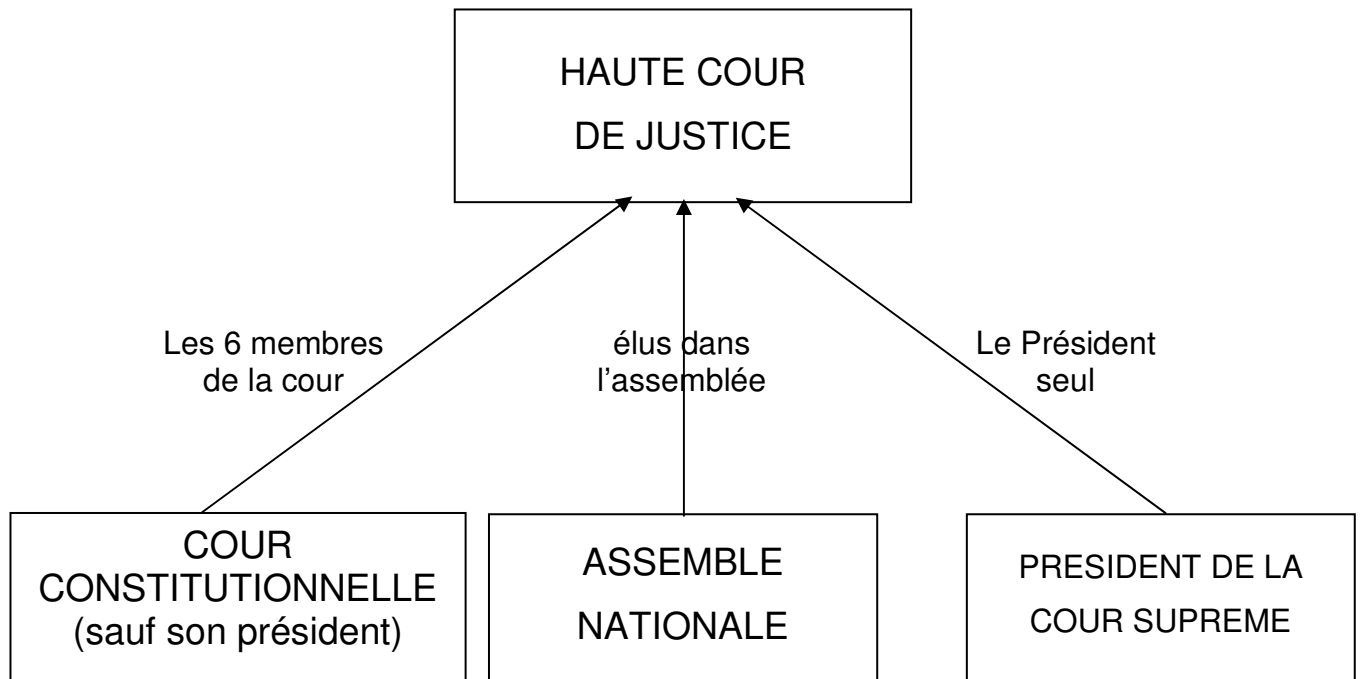 HAUTE COUR
DE JUSTICE
Les 6 membres
de la cour
élus dans
l'assemblée
Le Président
seul
COUR
CONSTITUTIONNELLE
(sauf son président)
ASSEMBLE
NATIONALE
PRESIDENT DE LA
COUR SUPREME